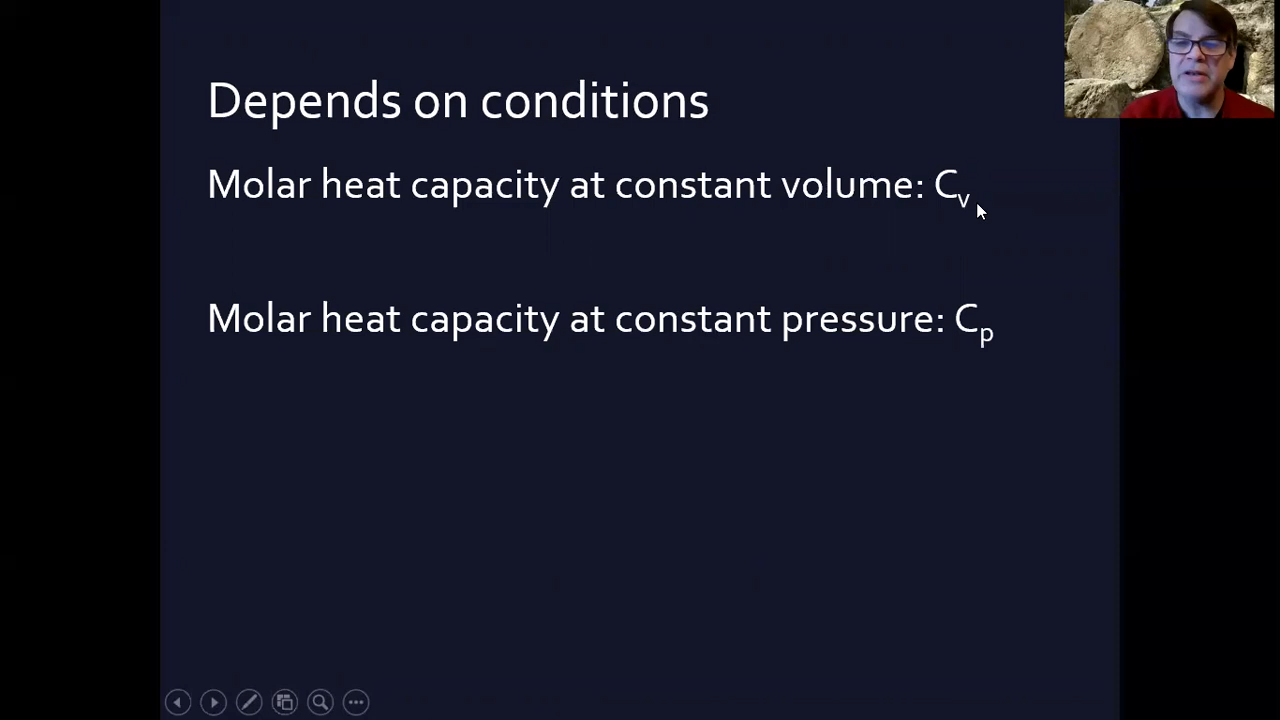 Depends on conditions
Molar heat capacity at constant volume: Cv
Molar heat capacity at constant pressure: Cp